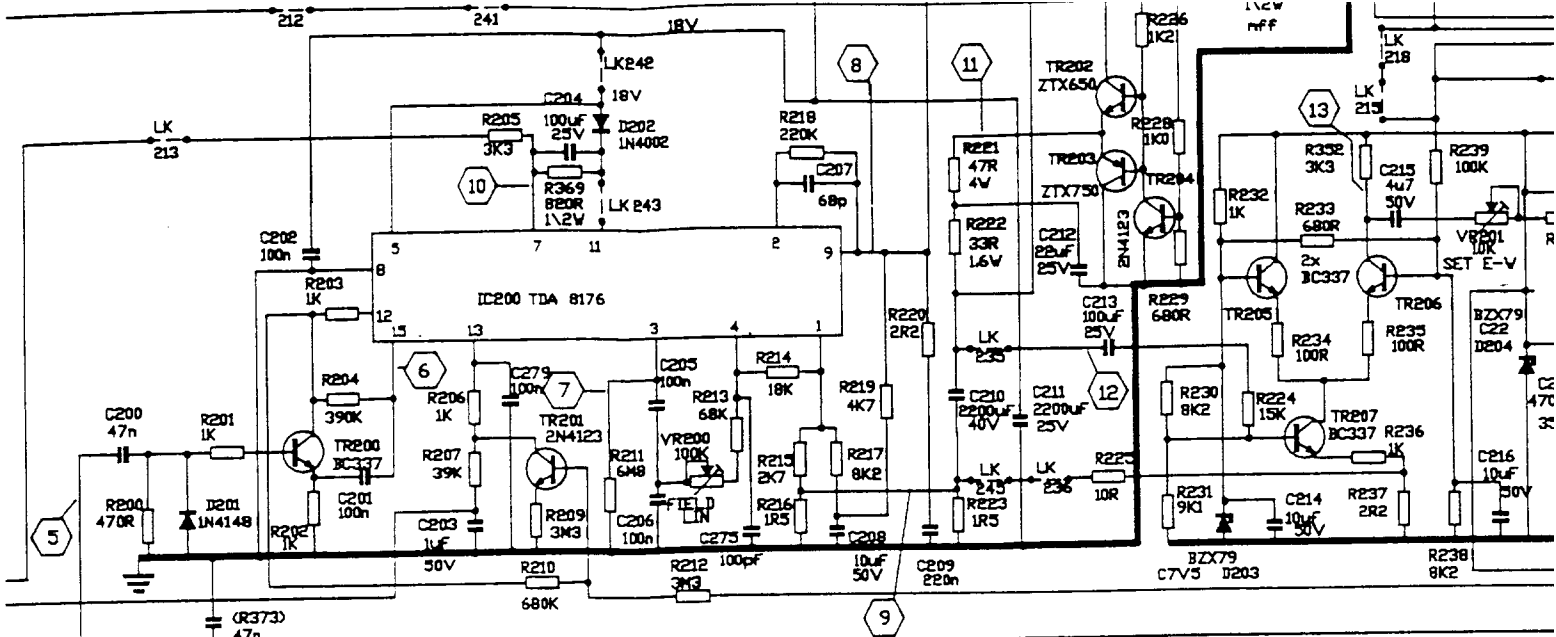 212
241
18V
R226
1K2
1\2W
mff
LK
218
LK242
8
11
TR202
ZTX650
18V
C204
100uF
25V
D202
1N4002
R205
3K3
LK
213
R218
220K
R228
1K0
13
LK
215
R221
47R
4W
TR203
ZTX750
TR204
R352
3K3
R239
100K
C215
4u7
50V
10
R369
820R
1\2W
LK243
C207
68p
R232
1K
R233
680R
VR201
10K
SET E-W
C202
100n
5
7
11
2
9
R222
33R
1.6W
C212
22uF
25V
2N4123
2x
BC337
8
R203
1K
12
IC200 TDA 8176
TR205
TR206
15
13
3
4
1
R220
2R2
C213
100uF
25V
R229
680R
BZX79
C22
D204
LK
235
R234
100R
R235
100R
6
C279
100n
7
C205
100n
R214
18K
R219
4K7
12
R204
390K
R206
1K
R213
68K
C210
2200uF
40V
C211
2200uF
25V
R230
8K2
R224
15K
C200
47n
R201
1K
TR201
2N4123
VR200
100K
TR207
BC337
R236
1K
TR200
BC337
R207
39K
R211
6M8
R215
2K7
R217
8K2
LK
245
LK
236
R225
10R
C216
10uF
50V
5
R200
470R
D201
1N4148
C201
100n
R202
1K
C203
1uF
50V
R209
3M3
C206
100n
FIELD
LIN
R216
1R5
R223
1R5
R231
9K1
C214
10uF
50V
R237
2R2
C275
100pF
C208
10uF
50V
C209
220n
BZX79
C7V5 D203
R238
8K2
R210
680K
R212
3M3
9
(R373)
47n